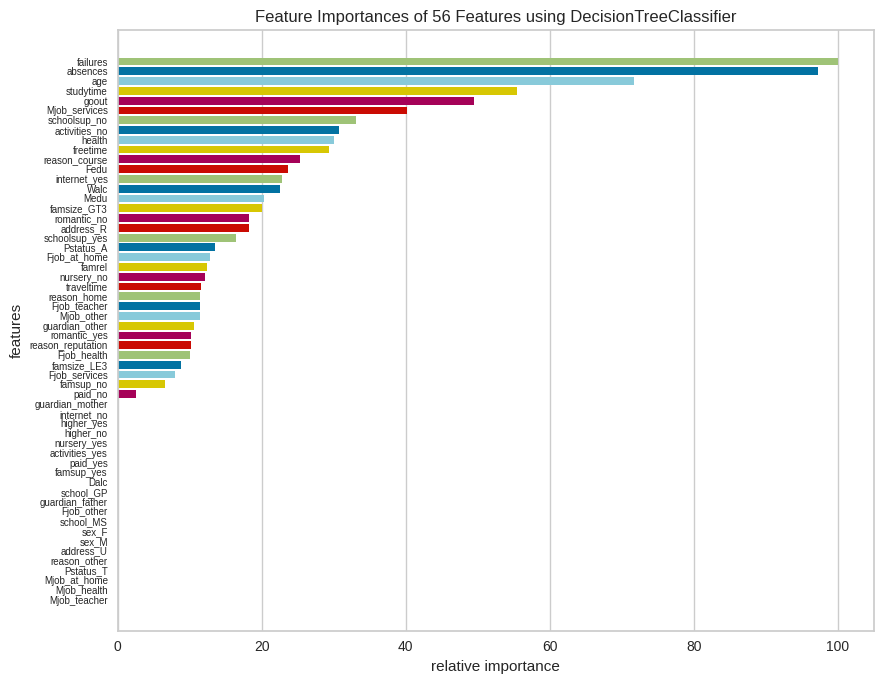 Feature Importances of 56 Features using DecisionTreeClassifier
failures
absences
age
studytime
goout
Mjob_services
schoolsup_no
activities_no
health
freetime
reason_course
Fedu
internet_yes
Walc
Medu
famsize_GT3
romantic_no
address_R
schoolsup_yes
Pstatus_A
Fjob_at_home
famrel
nursery_no
traveltime
reason_home
Fjob_teacher
Mjob_other
guardian_other
romantic_yes
reason_reputation
Fjob_health
famsize_LE3
Fjob_services
famsup_no
paid_no
guardian_mother
internet_no
higher_yes
higher_no
nursery_yes
activities_yes
paid_yes
famsup_yes
Dalc
school_GP
guardian_father
Fjob_other
school_MS
sex_F
sex_M
address_U
reason_other
Pstatus_T
Mjob_at_home
Mjob_health
Mjob_teacher
features
0 20 40 60 80 100
relative importance